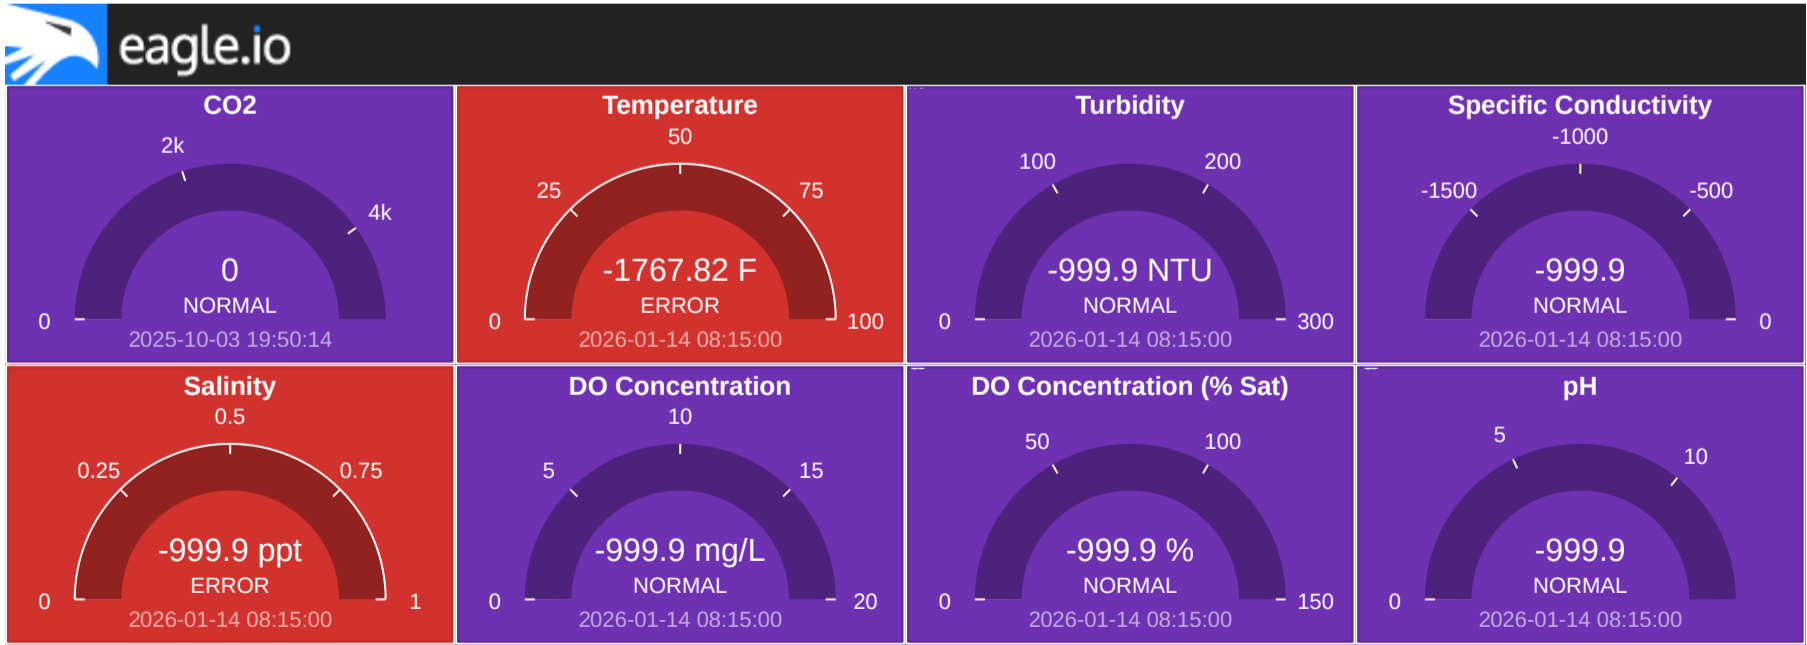 eagle.io
CO2
2k
4k
0
NORMAL
0
2025-10-03 19:50:14
Temperature
50
25
75
-1767.82 F
ERROR
0
100
2026-01-14 08:15:00
Turbidity
100
200
-999.9 NTU
NORMAL
0
300
2026-01-14 08:15:00
Specific Conductivity
-1000
-1500
-500
-999.9
NORMAL
0
2026-01-14 08:15:00
Salinity
0.5
0.25
0.75
-999.9 ppt
ERROR
0
1
2026-01-14 08:15:00
DO Concentration
10
5
15
-999.9 mg/L
NORMAL
0
20
2026-01-14 08:15:00
DO Concentration (% Sat)
50
100
-999.9 %
NORMAL
0
150
2026-01-14 08:15:00
pH
5
10
-999.9
NORMAL
0
2026-01-14 08:15:00